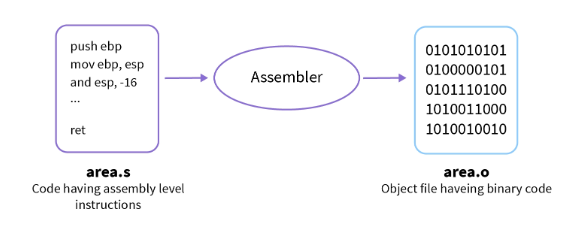 push ebp
mov ebp, esp
and esp, -16
...
ret
Assembler
0101010101
0100000101
0101110100
1010011000
1010010010
area.s
Code having assembly level
instructions
area.o
Object file haveing binary code